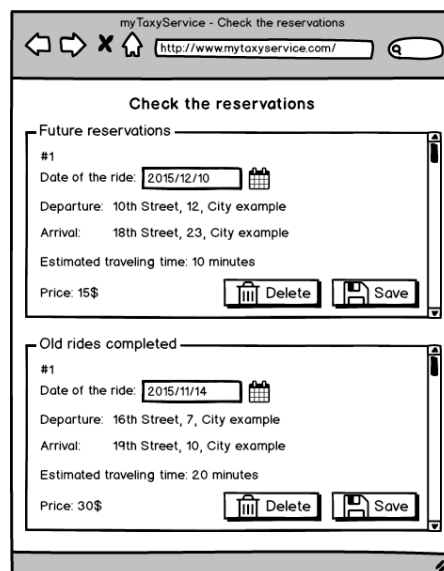 myTaxyService - Check the reservations
http://www.mytaxyservice.com/
Check the reservations
Future reservations
#1
Date of the ride: 2015/12/10
Departure: 10th Street, 12, City example
Arrival: 18th Street, 23, City example
Estimated traveling time: 10 minutes
Price: 15$ Delete Save
Old rides completed
#1
Date of the ride: 2015/11/14
Departure: 16th Street, 7, City example
Arrival: 19th Street, 10, City example
Estimated traveling time: 20 minutes
Price: 30$ Delete Save